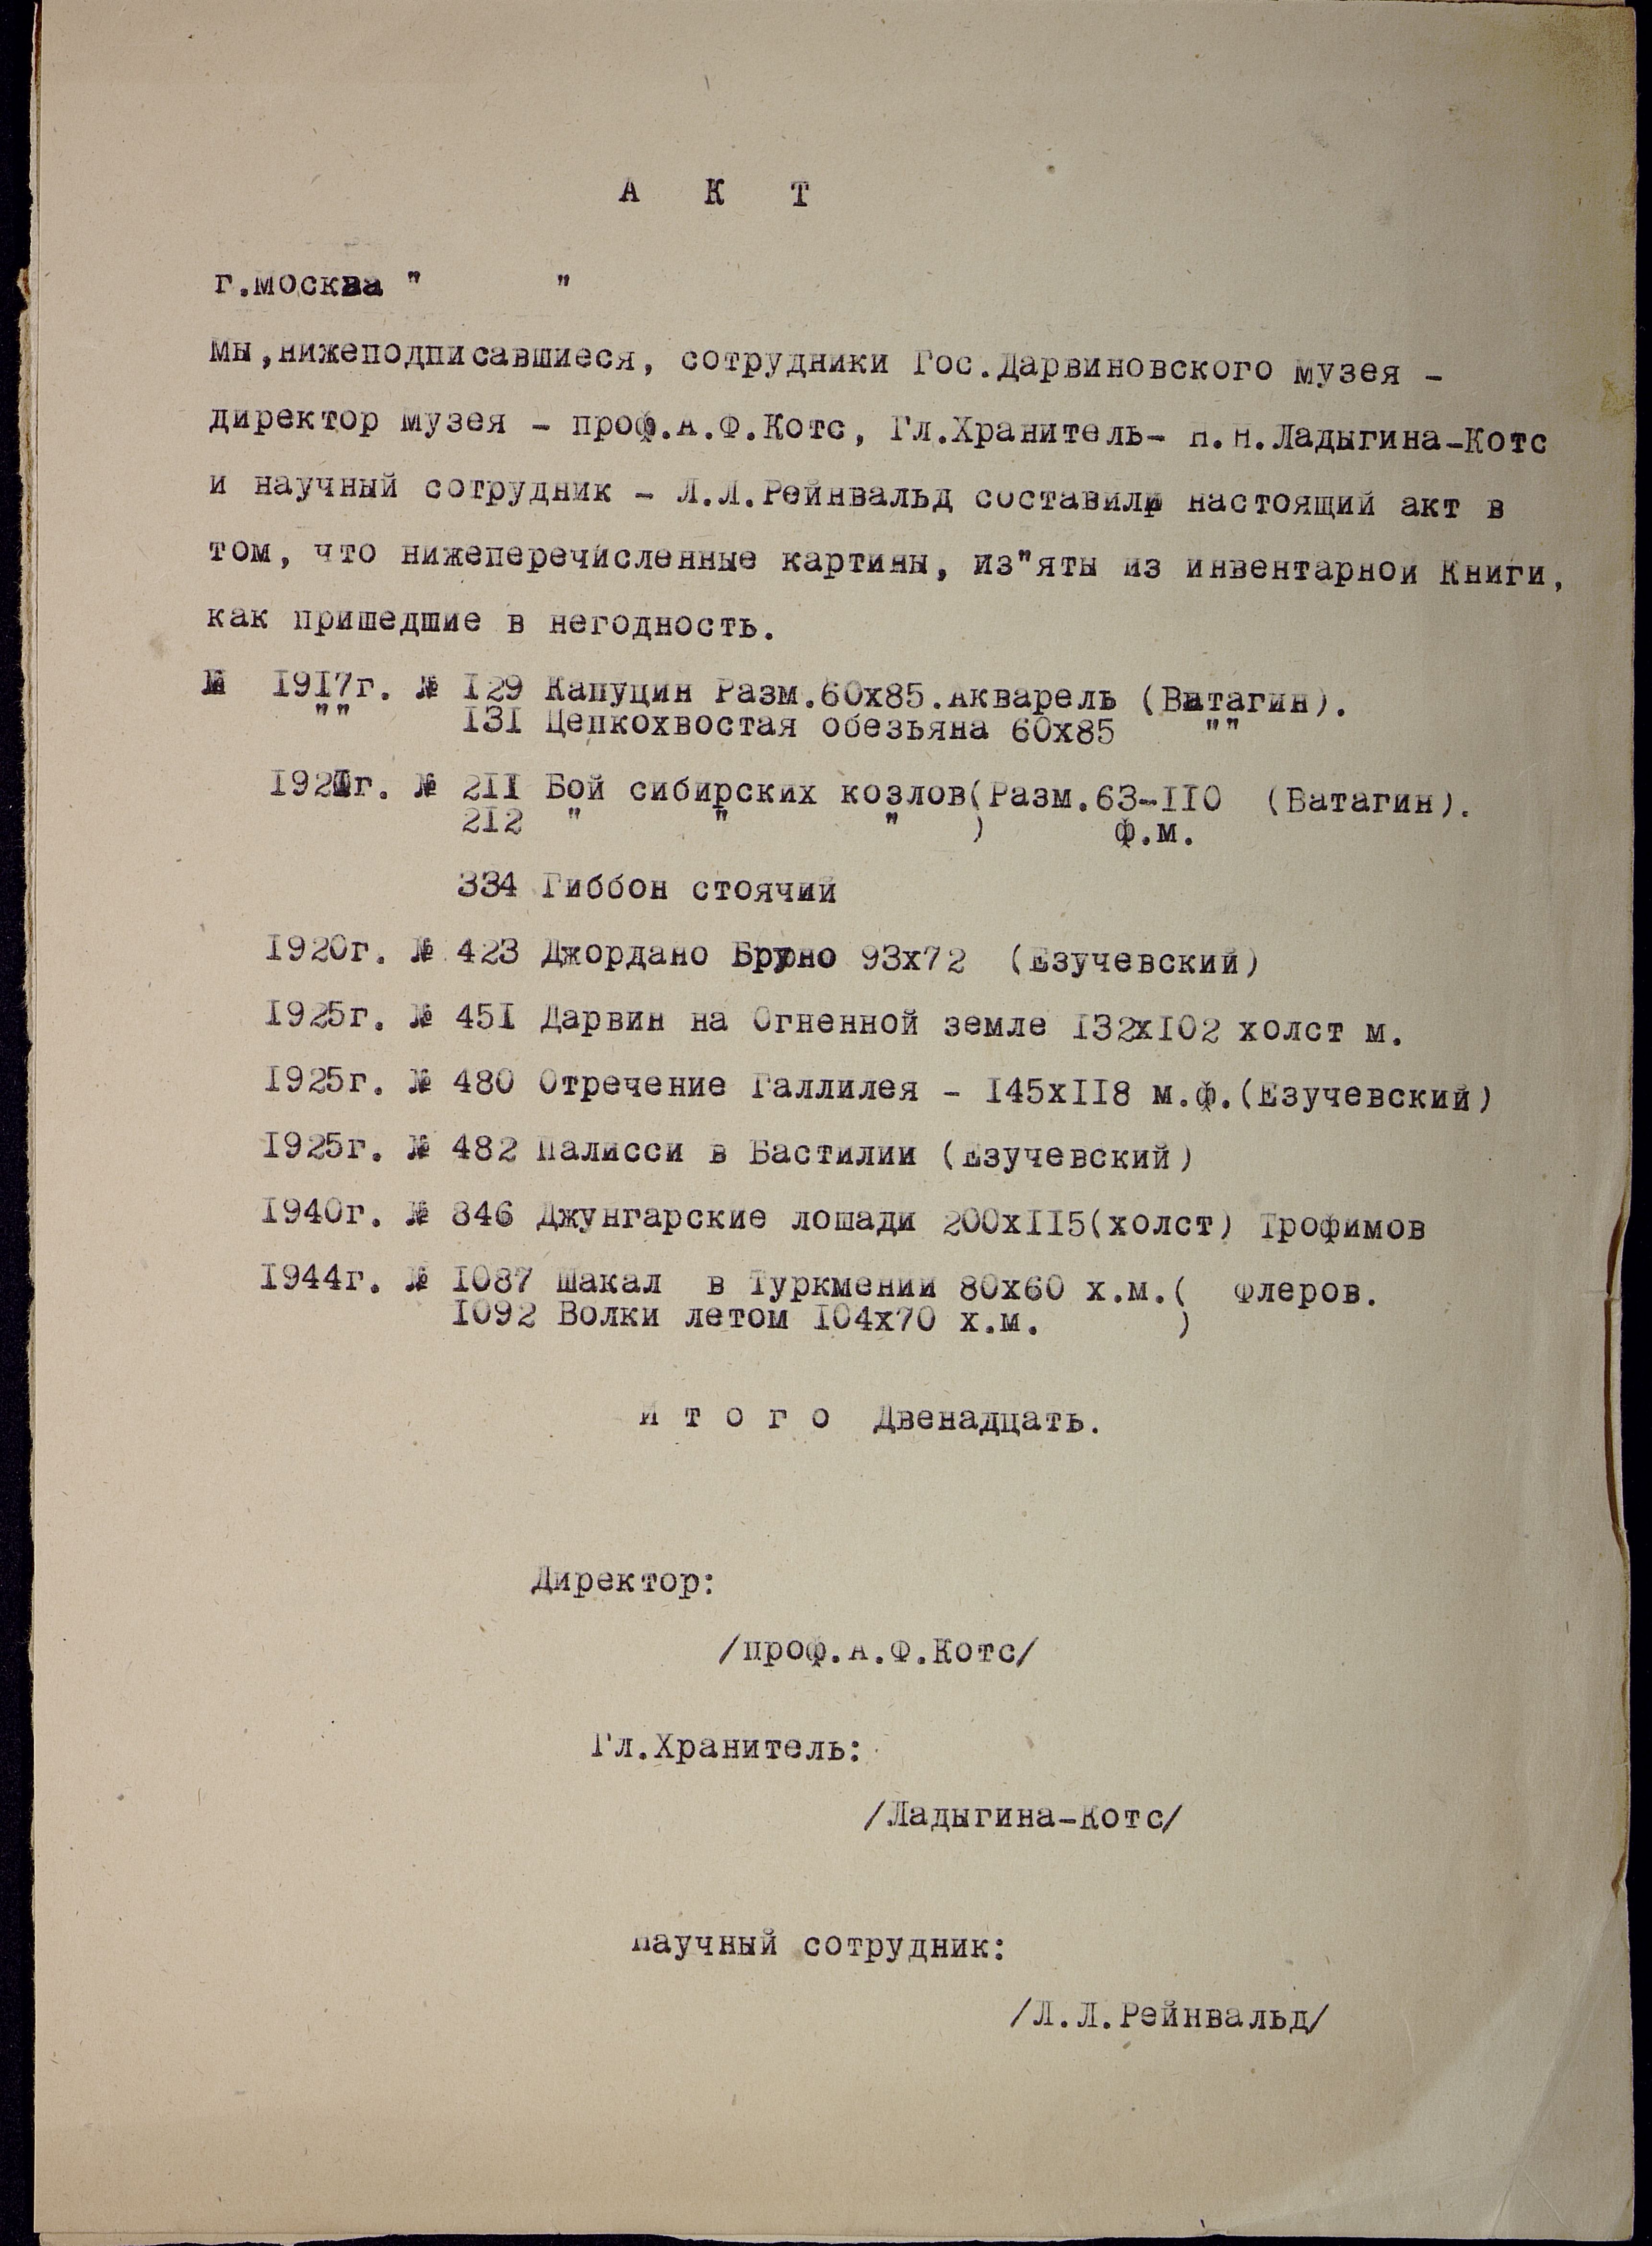 А К Т
г.Москва " "
Мы,нижеподписавшиеся, сотрудники Гос.Дарвиновского Музея -
директор Музея - проф.А.Ф.Котс, Гл.Хранитель- Н.Н.Ладыгина-Котс
и научный сотрудник - Л.Л.Рейнвальд составили настоящий акт в
том, что нижеперечисленные картины, из"яты из инвентарной Книги,
как пришедшие в негодность.
№ 1917г. № 129 Капуцин Разм.60х85.Акварель (Ватагин).
"" 131 Цепкохвостая обезьяна 60х85 ""
г. № 211 Бой сибирских козлов(Разм.63-110 (Ватагин).
212 " " " ) ф.м.
334 Гиббон стоячий
1920г. № 423 Джордано Бруно 93х72 (Езучевский)
1925г. № 451 Дарвин на Огненной земле 132х102 холст м.
1925г. № 480 Отречение Галлилея - 145х118 м.ф.(Езучевский)
1925г. № 482 Палисси в Бастилии (Езучевский)
1940г. № 846 Джунгарские лошади 200х115(холст) Трофимов
1944г. № 1087 Шакал в Туркмении 80х60 х.м.( Флеров.
1092 Волки летом 104х70 х.м. )
И т о г о Двенадцать.
Директор:
/проф.А.Ф.Котс/
Гл.Хранитель:
/Ладыгина-Котс/
Научный сотрудник:
/Л.Л.Рейнвальд/